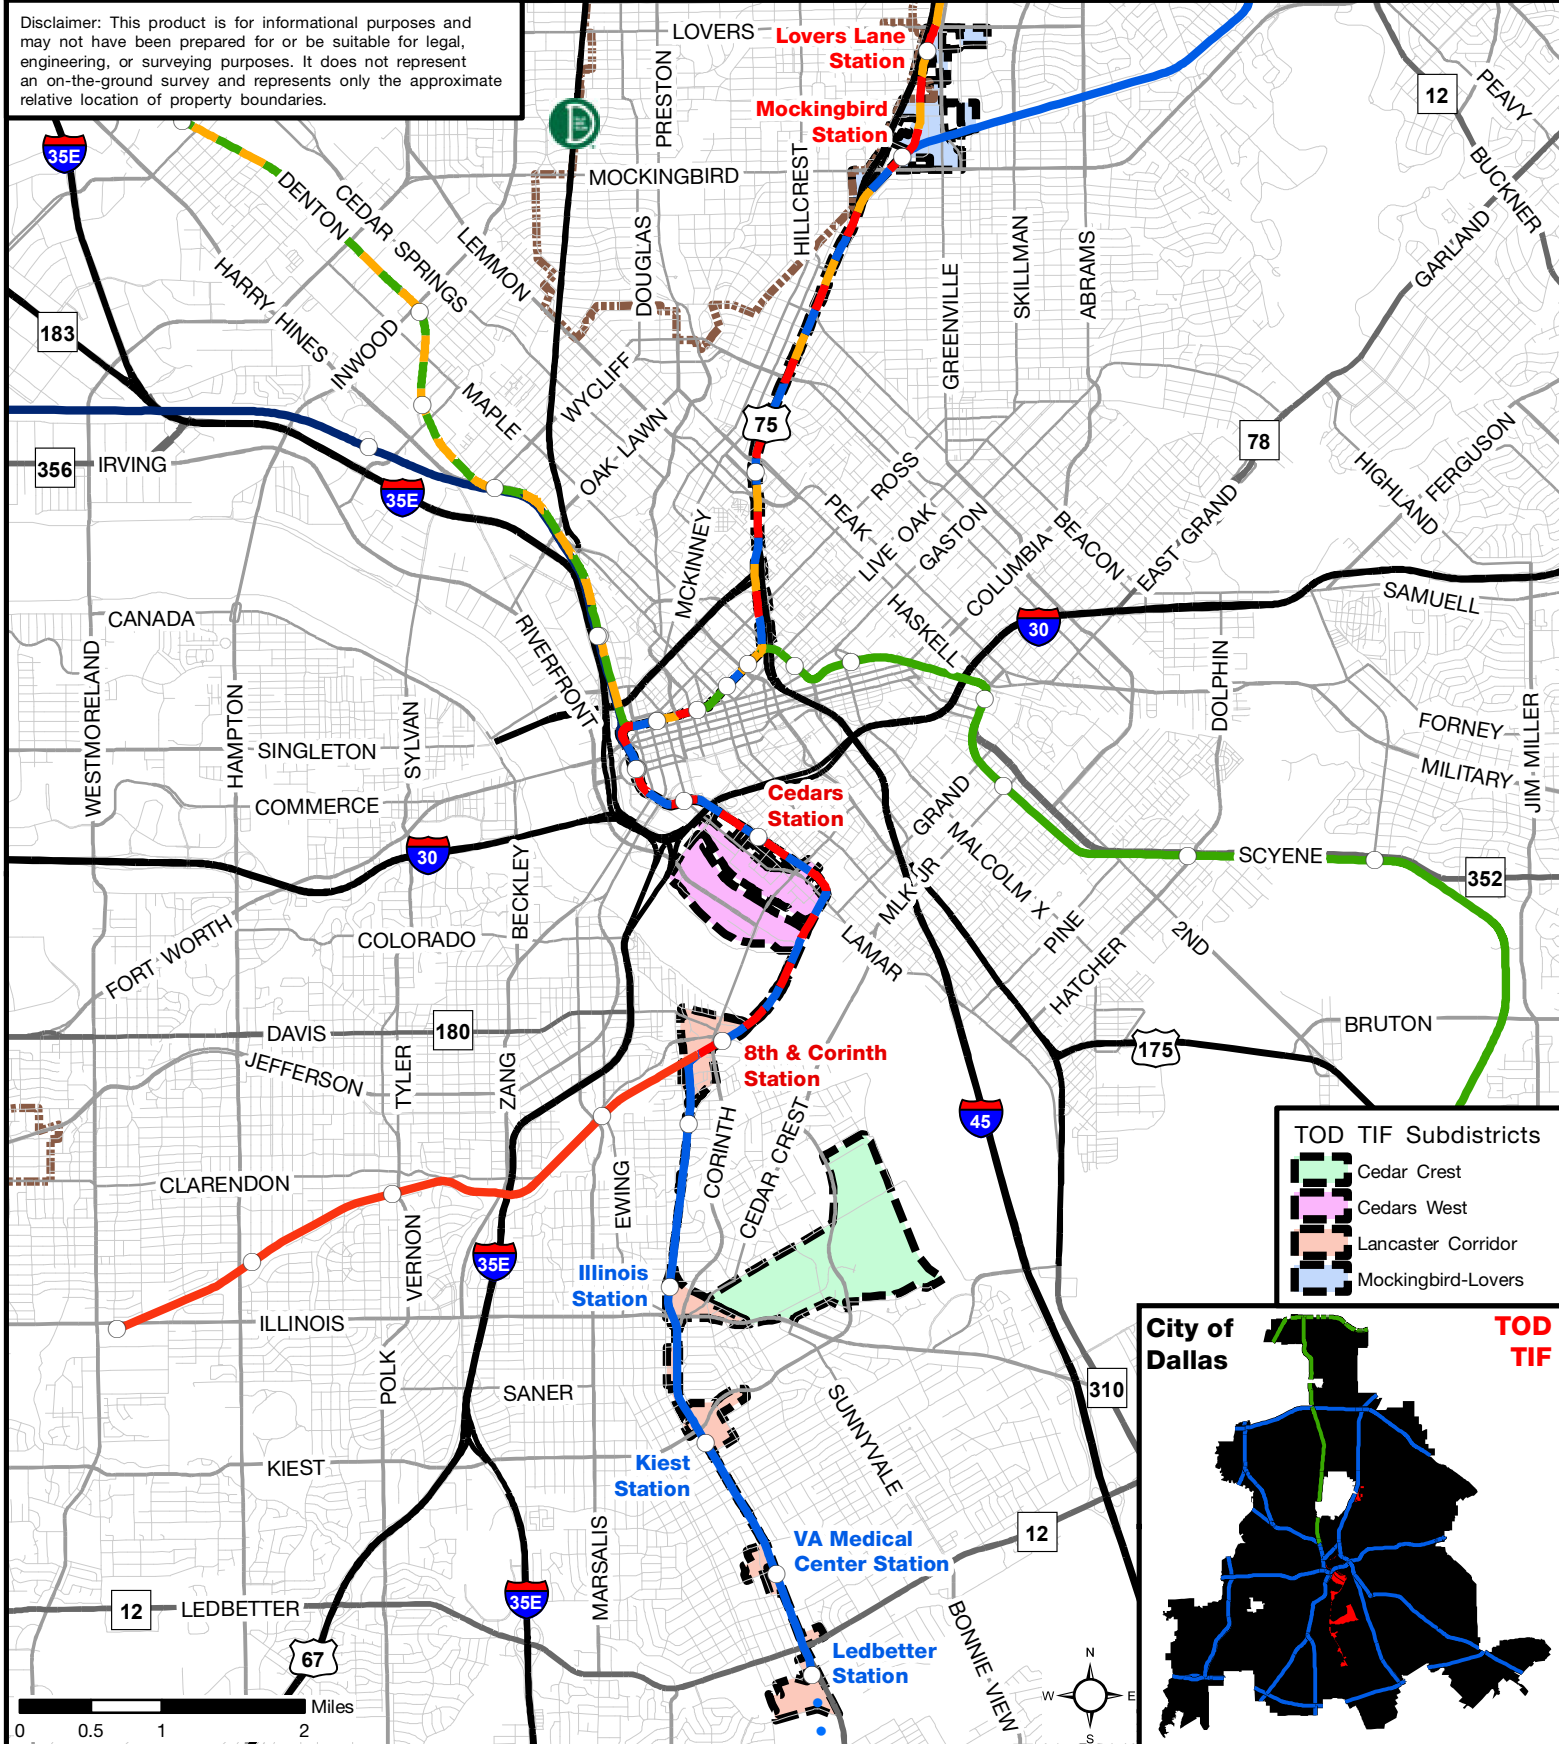 Disclaimer: This product is for informational purposes and
may not have been prepared for or be suitable for legal,
engineering, or surveying purposes. It does not represent
an on-the-ground survey and represents only the approximate
relative location of property boundaries.
LOVERS
Lovers Lane
Station
PRESTON
12
PEAVY
Mockingbird
Station
35E
MOCKINGBIRD
HILLCREST
BUCKNER
DENTON
CEDAR SPRINGS
LEMMON
DOUGLAS
GREENVILLE
SKILLMAN
ABRAMS
GARLAND
HARRY HINES
183
INWOOD
WYCLIFF
MAPLE
OAK LAWN
75
78
356
IRVING
35E
ROSS
PEAK
LIVE OAK
GASTON
BEACON
EAST GRAND
HIGHLAND
FERGUSON
MCKINNEY
COLUMBIA
HASKELL
SAMUELL
CANADA
RIVERFRONT
30
WESTMORELAND
HAMPTON
SYLVAN
DOLPHIN
JIM MILLER
FORNEY
SINGLETON
MILITARY
COMMERCE
Cedars
Station
GRAND
MALCOLM X
30
BECKLEY
SCYENE
352
MLK JR
FORT WORTH
COLORADO
LAMAR
PINE
2ND
HATCHER
DAVIS
180
BRUTON
JEFFERSON
TYLER
ZANG
8th & Corinth
Station
175
45
CORINTH
CEDAR CREST
CLARENDON
EWING
VERNON
35E
Illinois
Station
ILLINOIS
POLK
SANER
SUNNYVALE
310
KIEST
Kiest
Station
MARSALIS
12
VA Medical
Center Station
12
LEDBETTER
35E
BONNIE VIEW
67
Ledbetter
Station
Miles
0 0.5 1 2
N
W E
S
TOD TIF Subdistricts
Cedar Crest
Cedars West
Lancaster Corridor
Mockingbird-Lovers
City of
Dallas
TOD
TIF